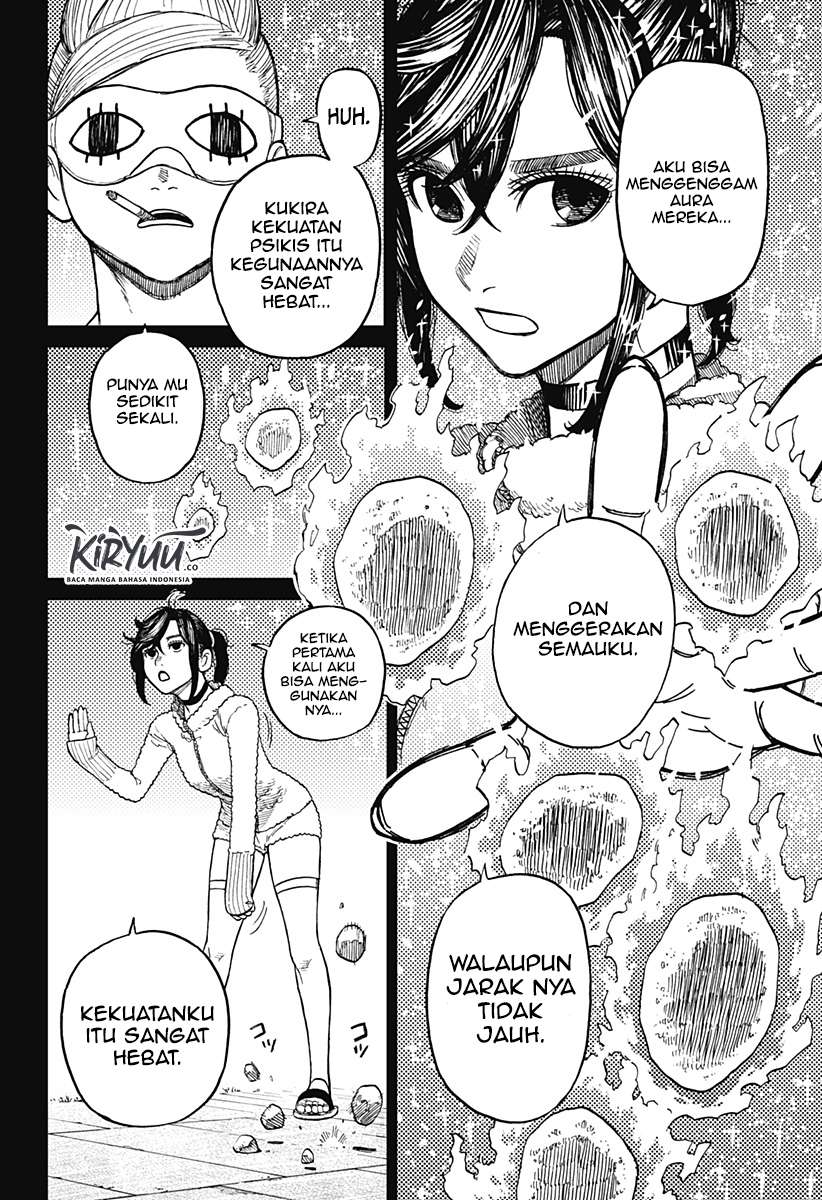 AKU BISA
MENGGENGGAM
AURA
MEREKA...
DAN
MENGGERAKAN
SEMAUKU.
WALAUPUN
JARAK NYA
TIDAK
JAUH.
HUH.
KUKIRA
KEKUATAN
PSIKIS ITU
KEGUNAANNYA
SANGAT
HEBAT...
PUNYA MU
SEDIKIT
SEKALI.
KIRYUU.CO
BACA MANGA BAHASA INDONESIA
KETIKA
PERTAMA
KALI AKU
BISA MENG-
GUNAKAN
NYA...
KEKUATANKU
ITU SANGAT
HEBAT.
コッ
コッ